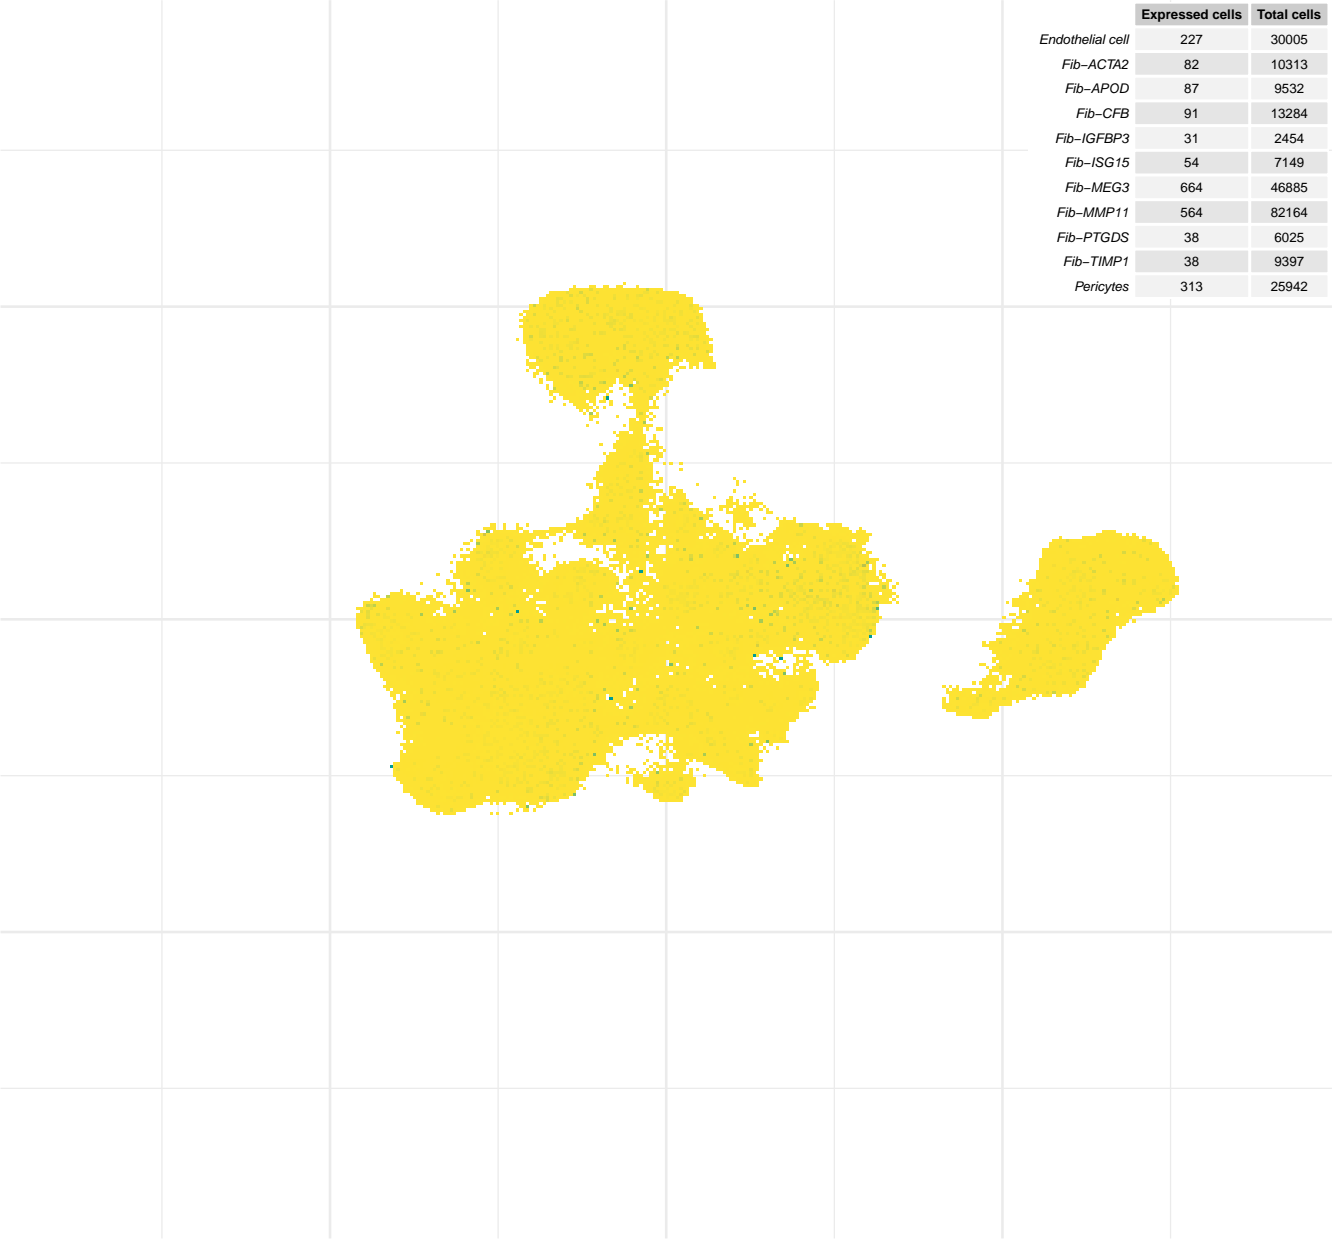 Expressed cells Total cells
Endothelial cell 227 30005
Fib−ACTA2 82 10313
Fib−APOD 87 9532
Fib−CFB 91 13284
Fib−IGFBP3 31 2454
Fib−ISG15 54 7149
Fib−MEG3 664 46885
Fib−MMP11 564 82164
Fib−PTGDS 38 6025
Fib−TIMP1 38 9397
Pericytes 313 25942